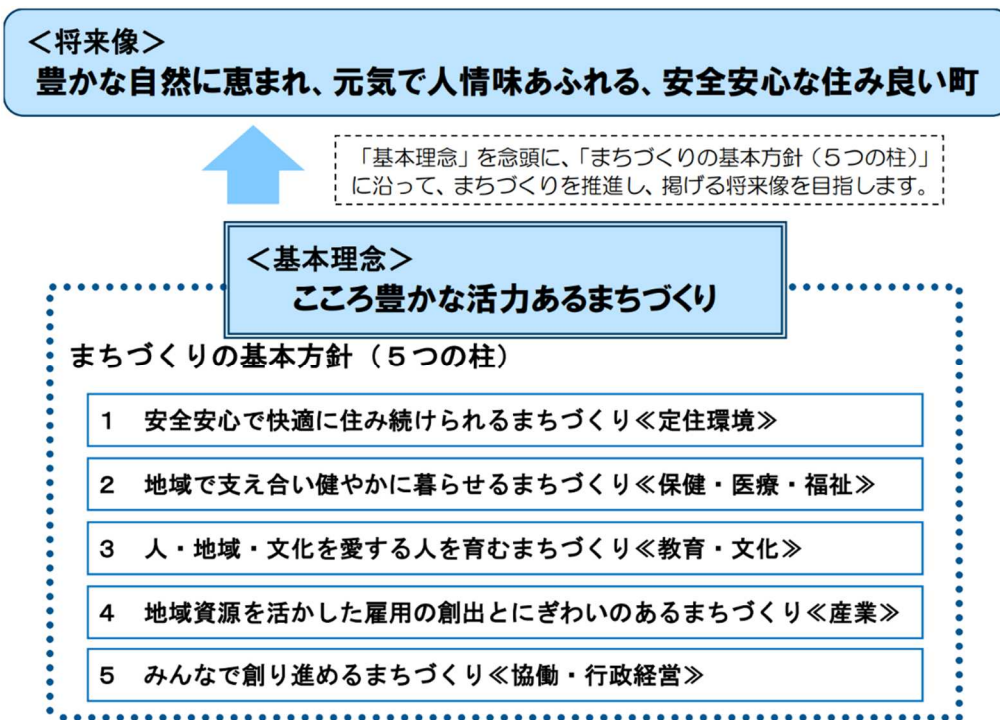 ＜将来像＞
豊かな自然に恵まれ、元気で人情味あふれる、安全安心な住み良い町
「基本理念」を念頭に、「まちづくりの基本方針（５つの柱）」
に沿って、まちづくりを推進し、掲げる将来像を目指します。
＜基本理念＞
こころ豊かな活力あるまちづくり
まちづくりの基本方針（５つの柱）
１　安全安心で快適に住み続けられるまちづくり≪定住環境≫
２　地域で支え合い健やかに暮らせるまちづくり≪保健・医療・福祉≫
３　人・地域・文化を愛する人を育むまちづくり≪教育・文化≫
４　地域資源を活かした雇用の創出とにぎわいのあるまちづくり≪産業≫
５　みんなで創り進めるまちづくり≪協働・行政経営≫